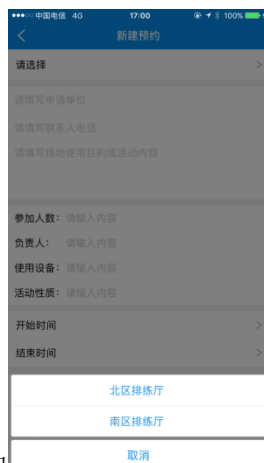 中国电信 4G 17:00 100%
新建预约
请选择
请填写申请单位
请填写联系人电话
请填写场地使用目的或活动内容
参加人数： 请输入内容
负责人： 请输入内容
使用设备： 请输入内容
活动性质： 请输入内容
开始时间
结束时间
北区排练厅
南区排练厅
取消